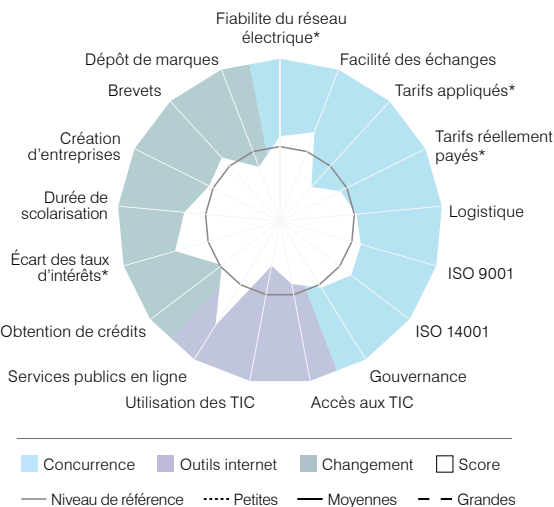 Fiabilite du réseau
électrique*
Facilité des échanges
Tarifs appliqués*
Tarifs réellement
payés*
Logistique
ISO 9001
ISO 14001
Gouvernance
Accès aux TIC
Utilisation des TIC
Services publics en ligne
Obtention de crédits
Écart des taux
d'intérêts*
Durée de
scolarisation
Création
d'entreprises
Brevets
Dépôt de marques
Concurrence
Outils internet
Changement
Score
Niveau de référence
Petites
Moyennes
Grandes